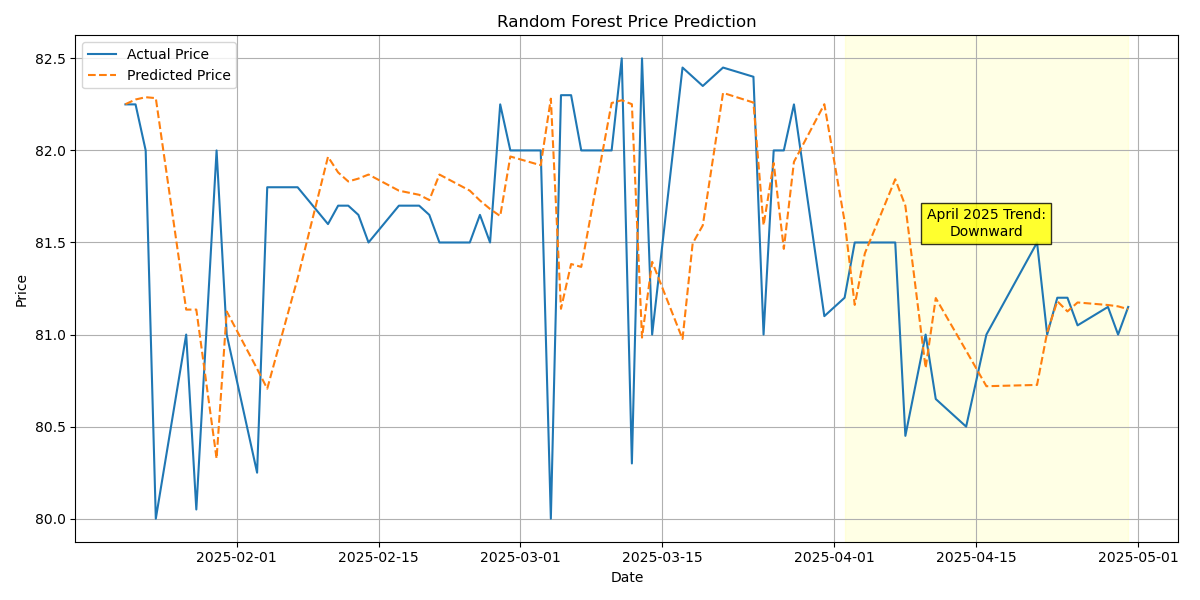 Random Forest Price Prediction
Actual Price
Predicted Price
April 2025 Trend:
Downward
Price
82.5
82.0
81.5
81.0
80.5
80.0
2025-02-01 2025-02-15 2025-03-01 2025-03-15 2025-04-01 2025-04-15 2025-05-01
Date